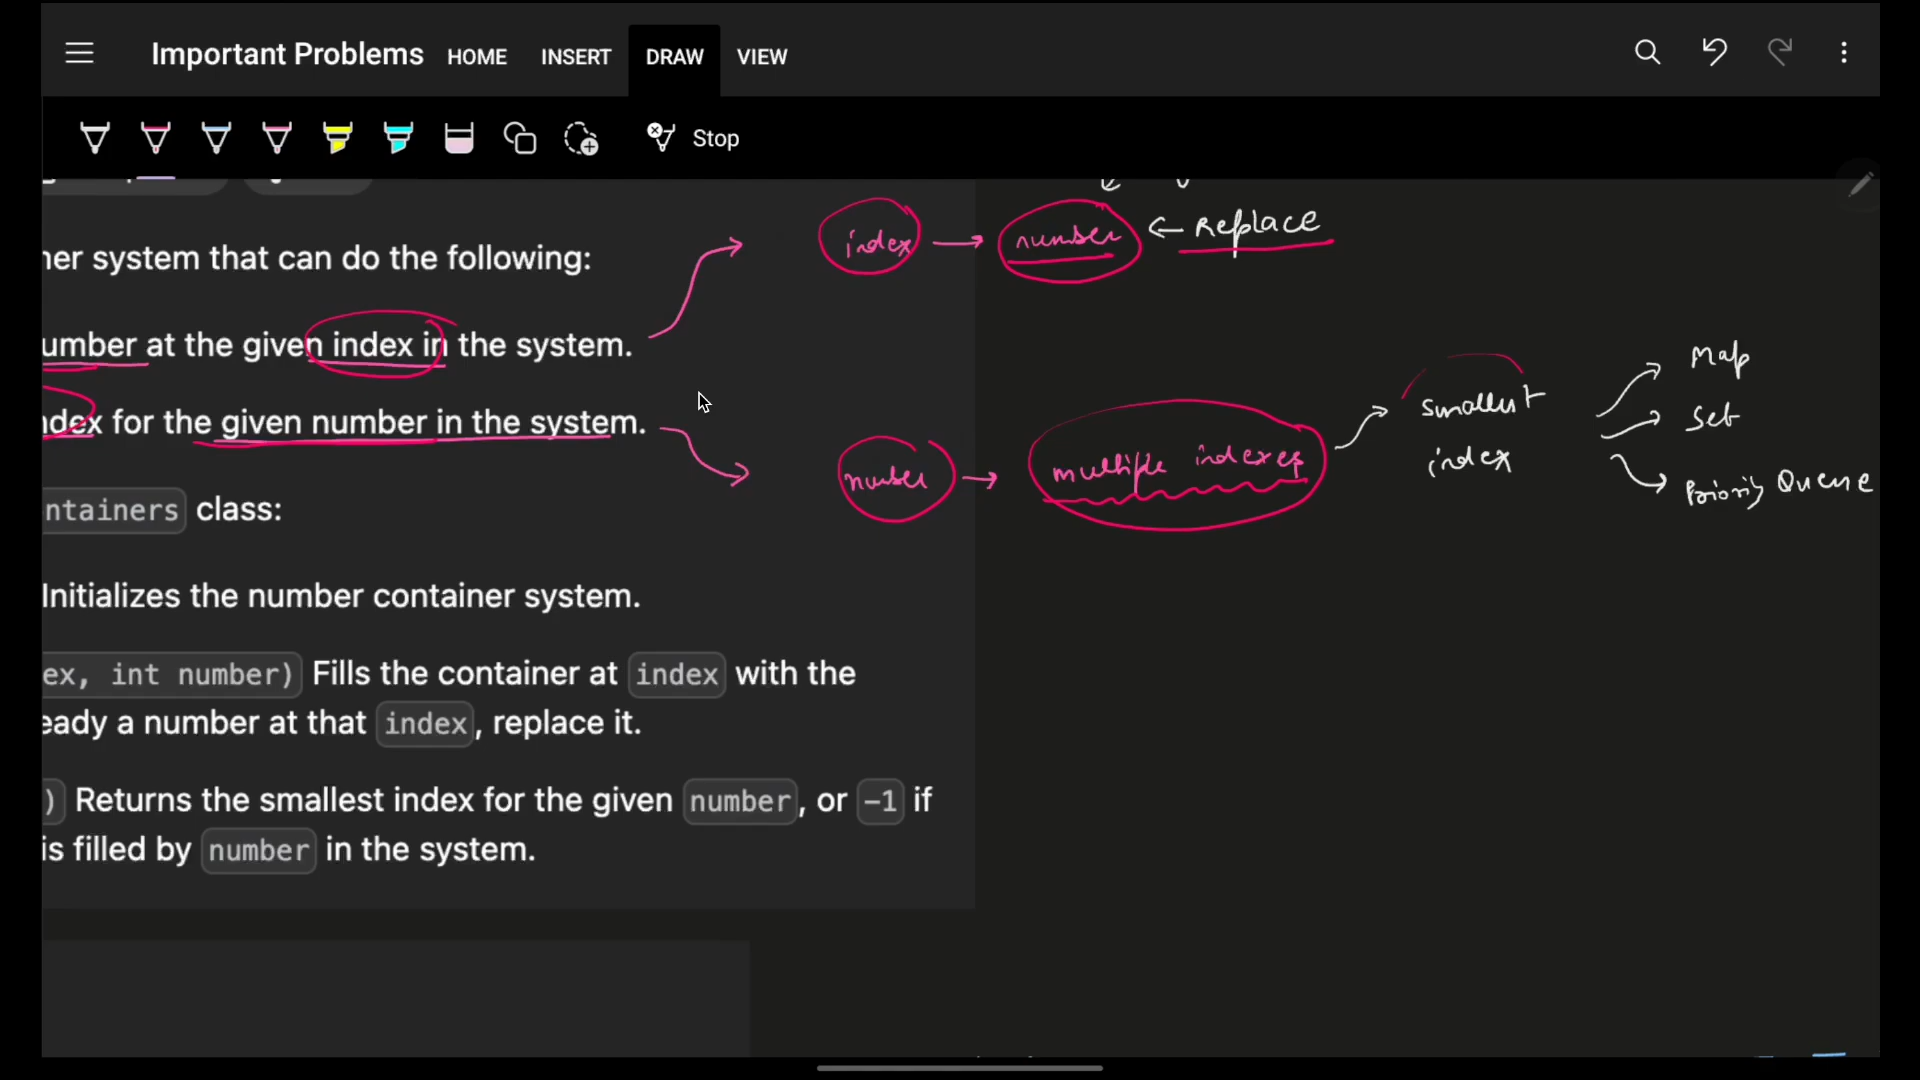 Important Problems HOME INSERT DRAW VIEW
Stop
index → number ← Replace
ner system that can do the following:
umber at the given index in the system.
Map
smallest
Set
ndex for the given number in the system.
number → multiple indexes
index
Priority Queue
ntainers class:
Initializes the number container system.
ex, int number) Fills the container at index with the
eady a number at that index, replace it.
) Returns the smallest index for the given number, or -1 if
is filled by number in the system.